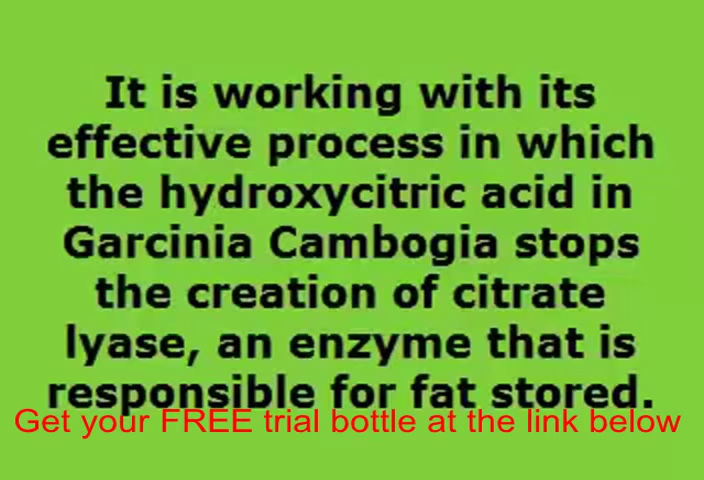 It is working with its
effective process in which
the hydroxycitric acid in
Garcinia Cambogia stops
the creation of citrate
lyase, an enzyme that is
responsible for fat stored.
Get your FREE trial bottle at the link below